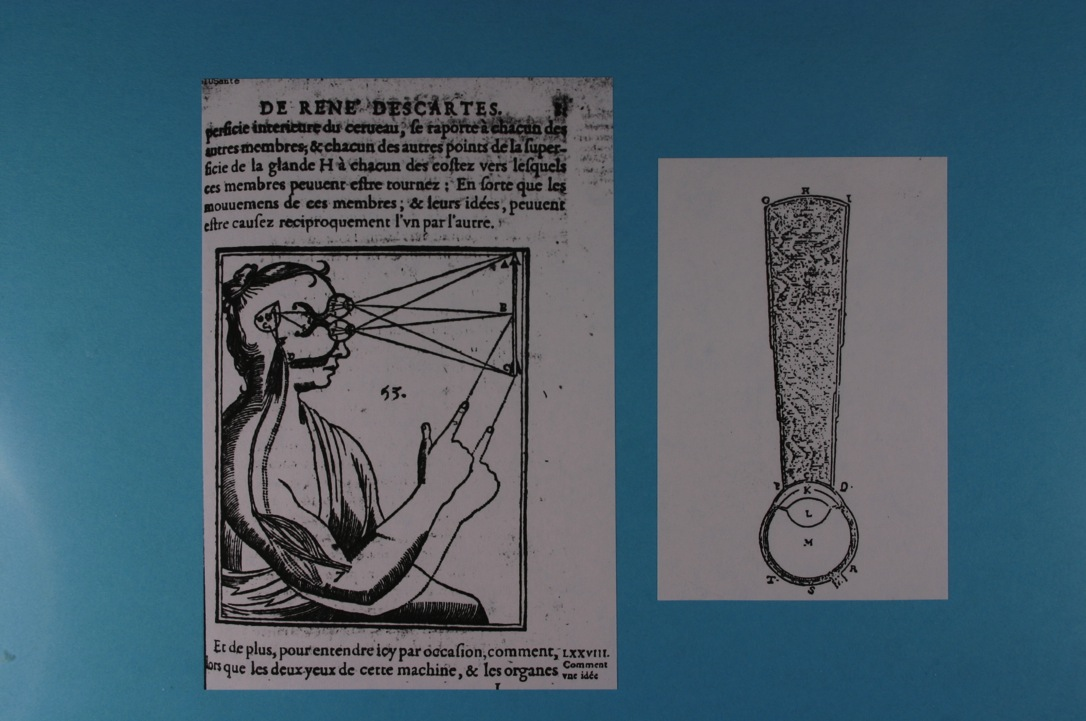 DE RENE' DESCARTES.
perficie interieure du cerueau, ſe raporte à chacun des
autres membres; & chacun des autres points de la ſuper-
ficie de la glande H à chacun des coſtez vers leſquels
ces membres peuuent eſtre tournez: En ſorte que les
mouuemens de ces membres; & leurs idées, peuuent
eſtre cauſez reciproquement l'vn par l'autre.
A
B
C
53.
Et de plus, pour entendre icy par occaſion, comment,
LXXVIII.
lors que les deux yeux de cette machine, & les organes
Comment
vne idée
O
I
K
L
M
T
S
R